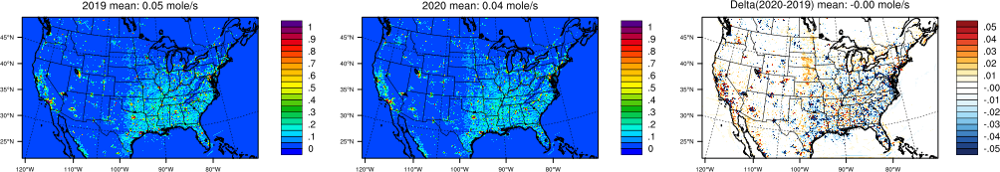 2019 mean: 0.05 mole/s
45°N
40°N
35°N
30°N
25°N
120°W 110°W 100°W 90°W 80°W 70°W
1
.9
.8
.7
.6
.5
.4
.3
.2
.1
0
2020 mean: 0.04 mole/s
45°N
40°N
35°N
30°N
25°N
120°W 110°W 100°W 90°W 80°W 70°W
1
.9
.8
.7
.6
.5
.4
.3
.2
.1
0
Delta(2020-2019) mean: -0.00 mole/s
45°N
40°N
35°N
30°N
25°N
120°W 110°W 100°W 90°W 80°W 70°W
.05
.04
.03
.02
.01
-.00
-.01
-.02
-.03
-.04
-.05